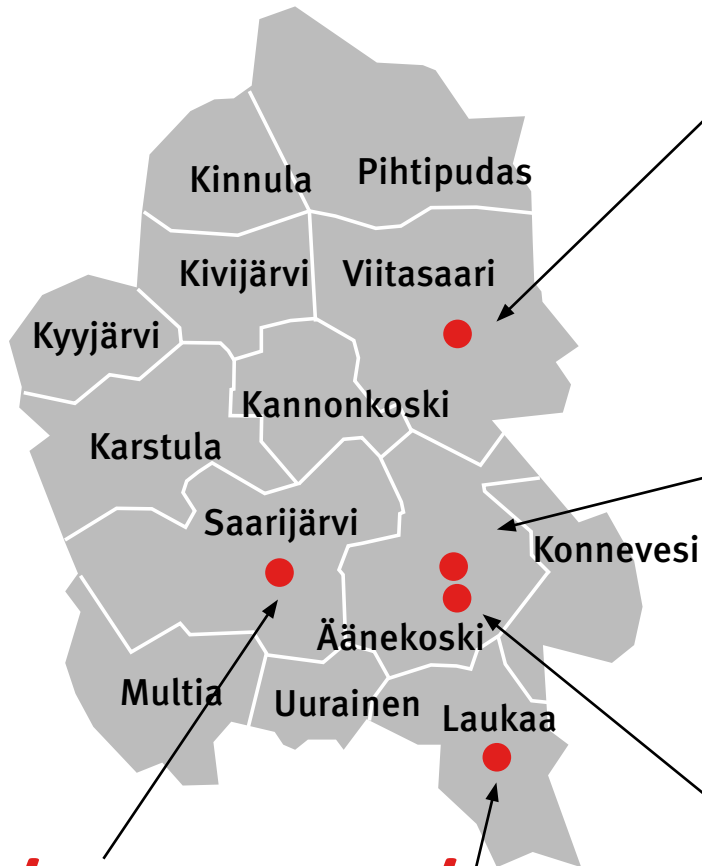 Pihtipudas
Kinnula
Kivijärvi
Viitasaari
Kyyjärvi
Kannonkoski
Karstula
Saarijärvi
Konnevesi
Äänekoski
Multia
Uurainen
Laukaa